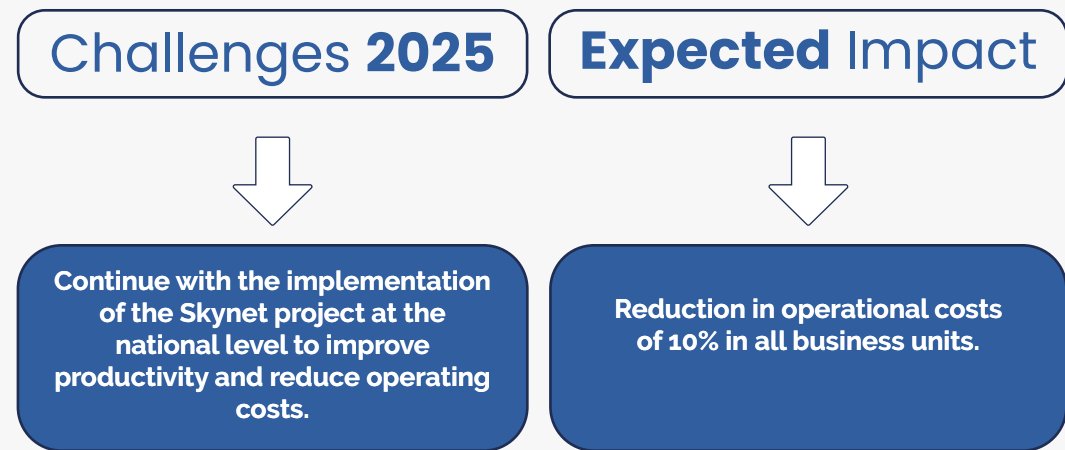 Challenges 2025
Expected Impact
Continue with the implementation
of the Skynet project at the
national level to improve
productivity and reduce operating
costs.
Reduction in operational costs
of 10% in all business units.